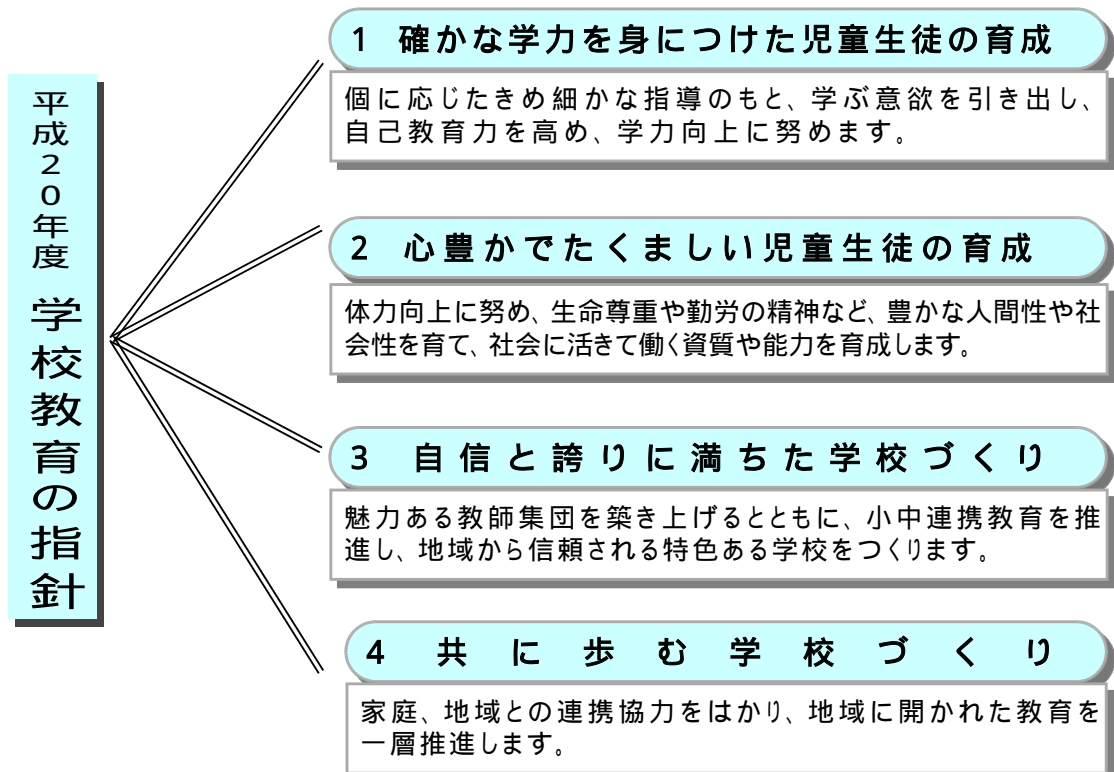 平成20年度 学校教育の指針
1 確かな学力を身につけた児童生徒の育成
個に応じたきめ細かな指導のもと、学ぶ意欲を引き出し、
自己教育力を高め、学力向上に努めます。
2 心豊かでたくましい児童生徒の育成
体力向上に努め、生命尊重や勤労の精神など、豊かな人間性や社
会性を育て、社会に活きて働く資質や能力を育成します。
3 自信と誇りに満ちた学校づくり
魅力ある教師集団を築き上げるとともに、小中連携教育を推
進し、地域から信頼される特色ある学校をつくります。
4 共に歩む学校づくり
家庭、地域との連携協力をはかり、地域に開かれた教育を
一層推進します。